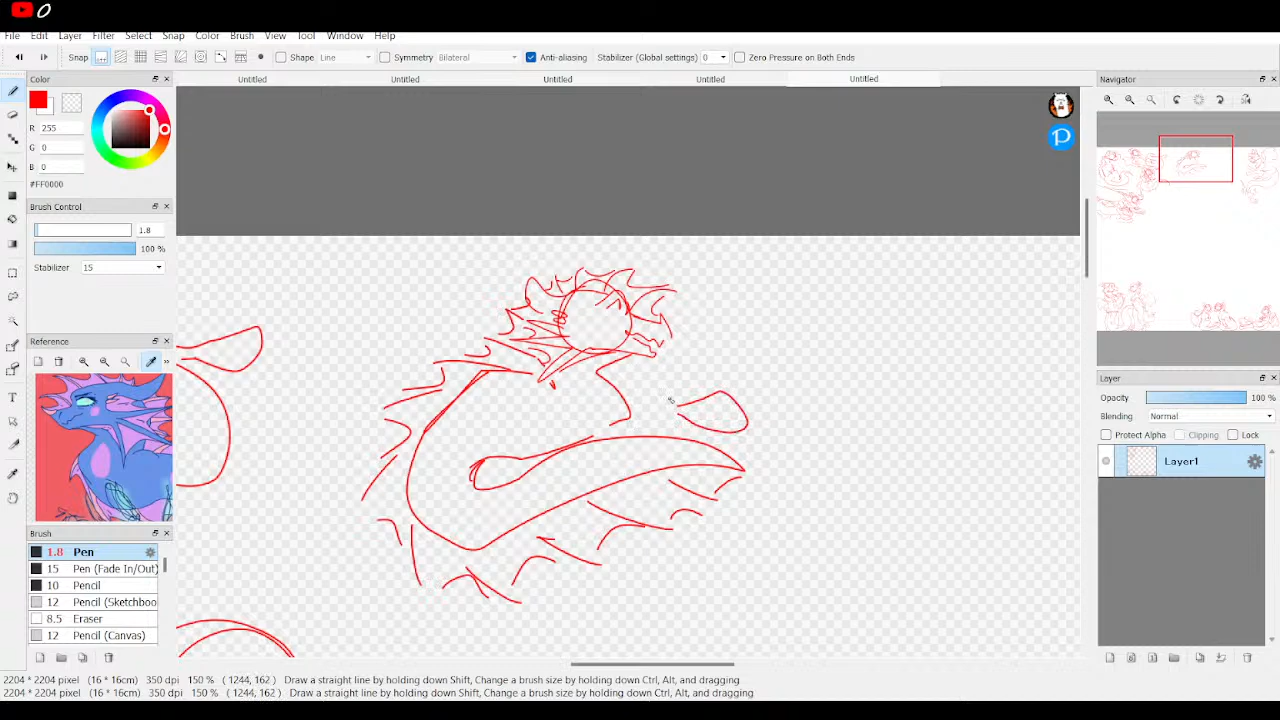 0
File Edit Layer Filter Select Snap Color Brush View Tool Window Help
Snap Shape Line Symmetry Bilateral Anti-aliasing Stabilizer (Global settings) 0 Zero Pressure on Both Ends
Color Untitled Untitled Untitled Untitled Untitled Navigator
R 255
G 0
B 0
#FF0000
Brush Control
1.8
100 %
Stabilizer 15
Reference
Layer
Opacity 100 %
Blending Normal
Protect Alpha Clipping Lock
Layer1
Brush
1.8 Pen
15 Pen (Fade In/Out)
10 Pencil
12 Pencil (Sketchboo
8.5 Eraser
12 Pencil (Canvas)
2204 * 2204 pixel (16 * 16cm) 350 dpi 150 % ( 1244, 162 ) Draw a straight line by holding down Shift, Change a brush size by holding down Ctrl, Alt, and dragging
2204 * 2204 pixel (16 * 16cm) 350 dpi 150 % ( 1244, 162 ) Draw a straight line by holding down Shift, Change a brush size by holding down Ctrl, Alt, and dragging